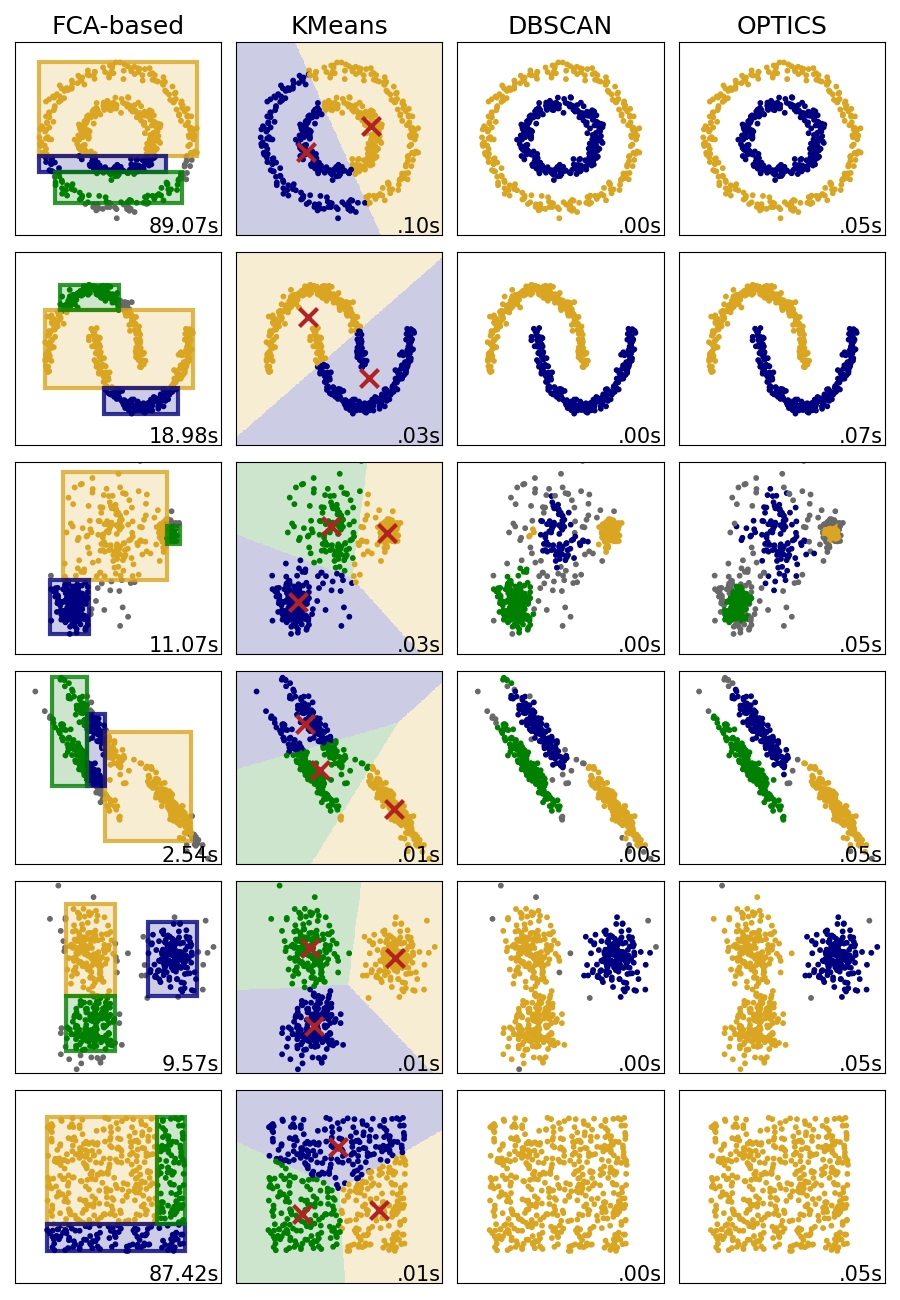 FCA-based KMeans DBSCAN OPTICS
89.07s .10s .00s .05s
18.98s .03s .00s .07s
11.07s .03s .00s .05s
2.54s .01s .00s .05s
9.57s .01s .00s .05s
87.42s .01s .00s .05s